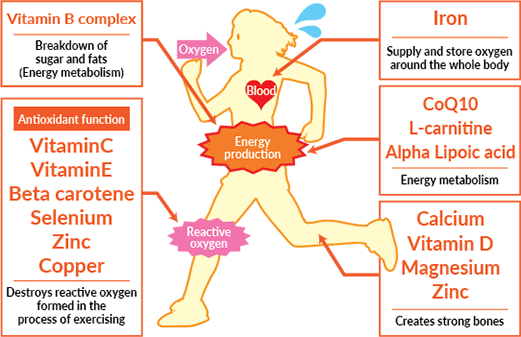 Vitamin B complex
Breakdown of
sugar and fats
(Energy metabolism)
Oxygen
Iron
Supply and store oxygen
around the whole body
Blood
Antioxidant function
VitaminC
VitaminE
Beta carotene
Selenium
Zinc
Copper
Destroys reactive oxygen
formed in the
process of exercising
Energy
production
CoQ10
L-carnitine
Alpha Lipoic acid
Energy metabolism
Reactive
oxygen
Calcium
Vitamin D
Magnesium
Zinc
Creates strong bones